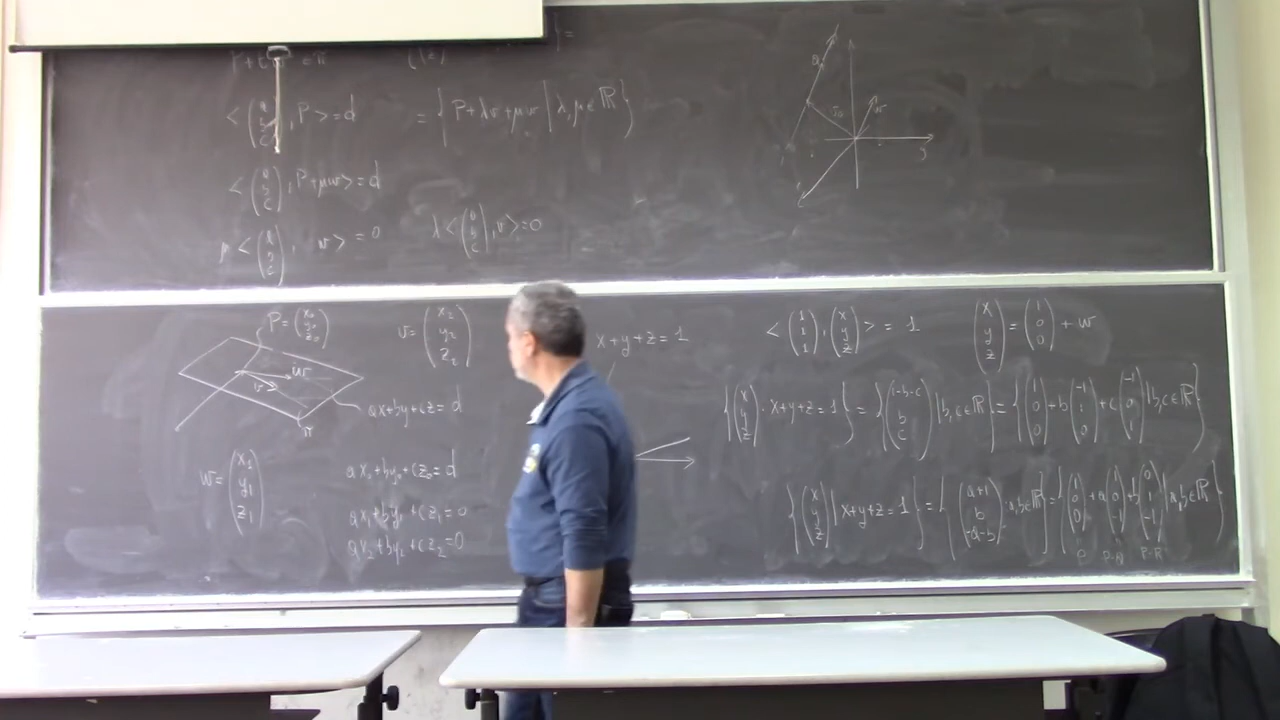 <(a b c), P>=d
= {P+λv+μw | λ,μ∈ℝ}
<(a b c), P+μw>=d
μ<(a b c), w>=0
λ<(a b c), v>=0
P=(x₀ y₀ z₀)
v=(x₂ y₂ z₂)
w
v
π
ax+by+cz=d
w=(x₁ y₁ z₁)
ax₀+by₀+cz₀=d
ax₁+by₁+cz₁=0
ax₂+by₂+cz₂=0
x+y+z=1
<(1 1 1), (x y z)> = 1
(x y z) = (1 0 0) + w
{(x y z) : x+y+z=1} = {(1-b-c b c) | b,c∈ℝ} = {(1 0 0)+b(-1 1 0)+c(-1 0 1) | b,c∈ℝ}
{(x y z) | x+y+z=1} = {(a+1 b -a-b) : a,b∈ℝ} = {(1 0 0)+a(1 0 -1)+b(0 1 -1) | a,b∈ℝ}